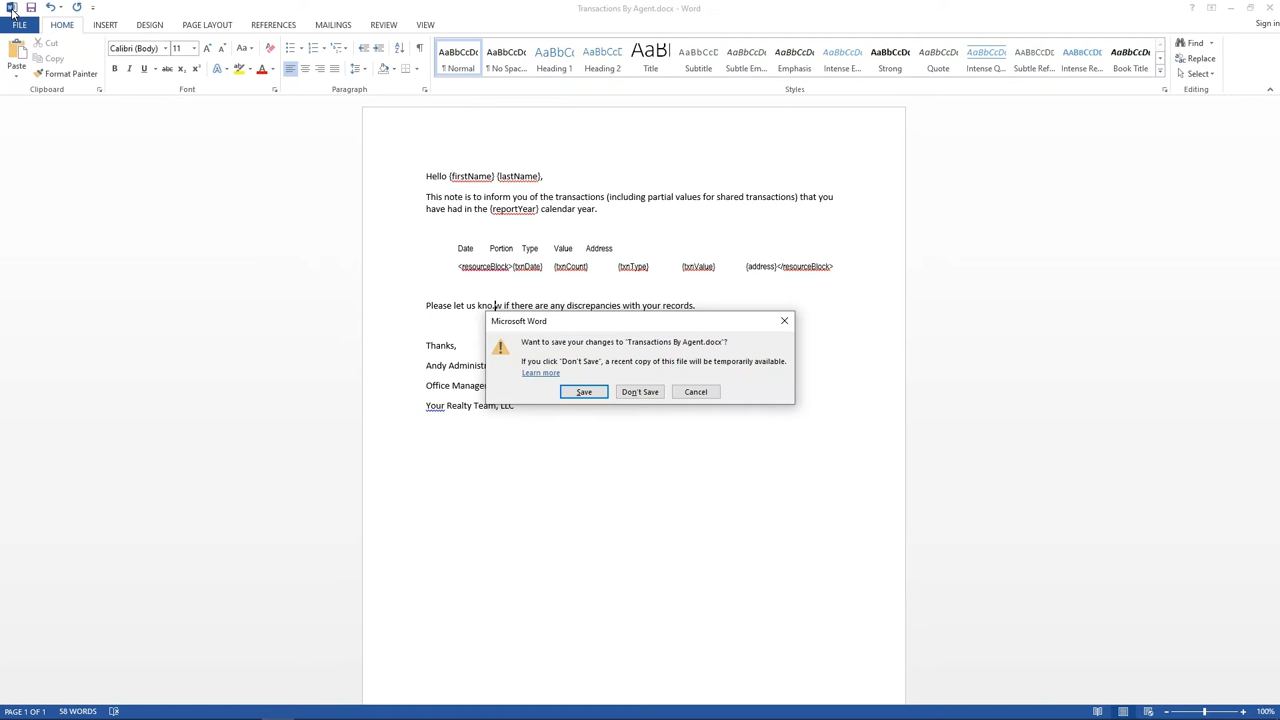 Transactions By Agent.docx - Word
FILE HOME INSERT DESIGN PAGE LAYOUT REFERENCES MAILINGS REVIEW VIEW Sign in
Paste
Cut
Copy
Format Painter
Clipboard
Calibri (Body) 11
Font
Paragraph
AaBbCcDc AaBbCcDc AaBbCc AaBbCcD AaBl AaBbCcD AaBbCcDc AaBbCcDc AaBbCcDc AaBbCcDc AaBbCcDc AaBbCcDc AaBbCcDc AaBbCcDc AaBbCcDc
¶ Normal ¶ No Spac... Heading 1 Heading 2 Title Subtitle Subtle Em... Emphasis Intense E... Strong Quote Intense Q... Subtle Ref... Intense Re... Book Title
Styles
Find
Replace
Select
Editing
Hello {firstName} {lastName},
This note is to inform you of the transactions (including partial values for shared transactions) that you
have had in the {reportYear} calendar year.
Date Portion Type Value Address
<resourceBlock>{txnDate} {txnCount} {txnType} {txnValue} {address}</resourceBlock>
Please let us know if there are any discrepancies with your records.
Thanks,
Andy Administr
Office Manager
Your Realty Team, LLC
Microsoft Word
Want to save your changes to "Transactions By Agent.docx"?
If you click "Don't Save", a recent copy of this file will be temporarily available.
Learn more
Save Don't Save Cancel
PAGE 1 OF 1 58 WORDS 100%